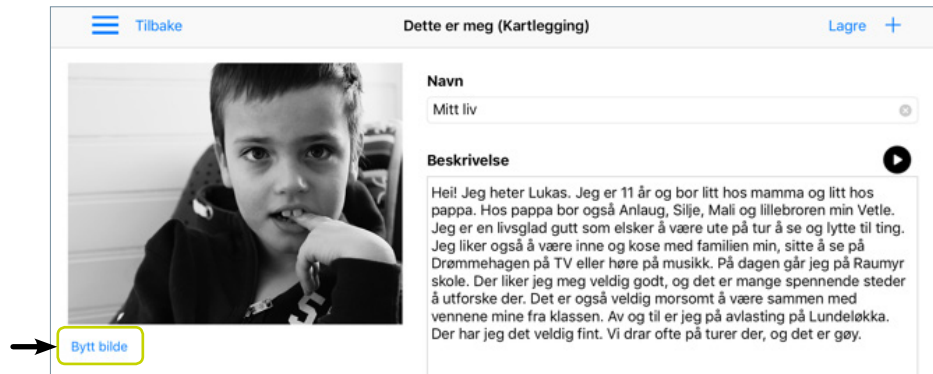 Tilbake
Dette er meg (Kartlegging)
Lagre +
Navn
Mitt liv
Beskrivelse
Hei! Jeg heter Lukas. Jeg er 11 år og bor litt hos mamma og litt hos
pappa. Hos pappa bor også Anlaug, Silje, Mali og lillebroren min Vetle.
Jeg er en livsglad gutt som elsker å være ute på tur å se og lytte til ting.
Jeg liker også å være inne og kose med familien min, sitte å se på
Drømmehagen på TV eller høre på musikk. På dagen går jeg på Raumyr
skole. Der liker jeg meg veldig godt, og det er mange spennende steder
å utforske der. Det er også veldig morsomt å være sammen med
vennene mine fra klassen. Av og til er jeg på avlasting på Lundeløkka.
Der har jeg det veldig fint. Vi drar ofte på turer der, og det er gøy.
Bytt bilde